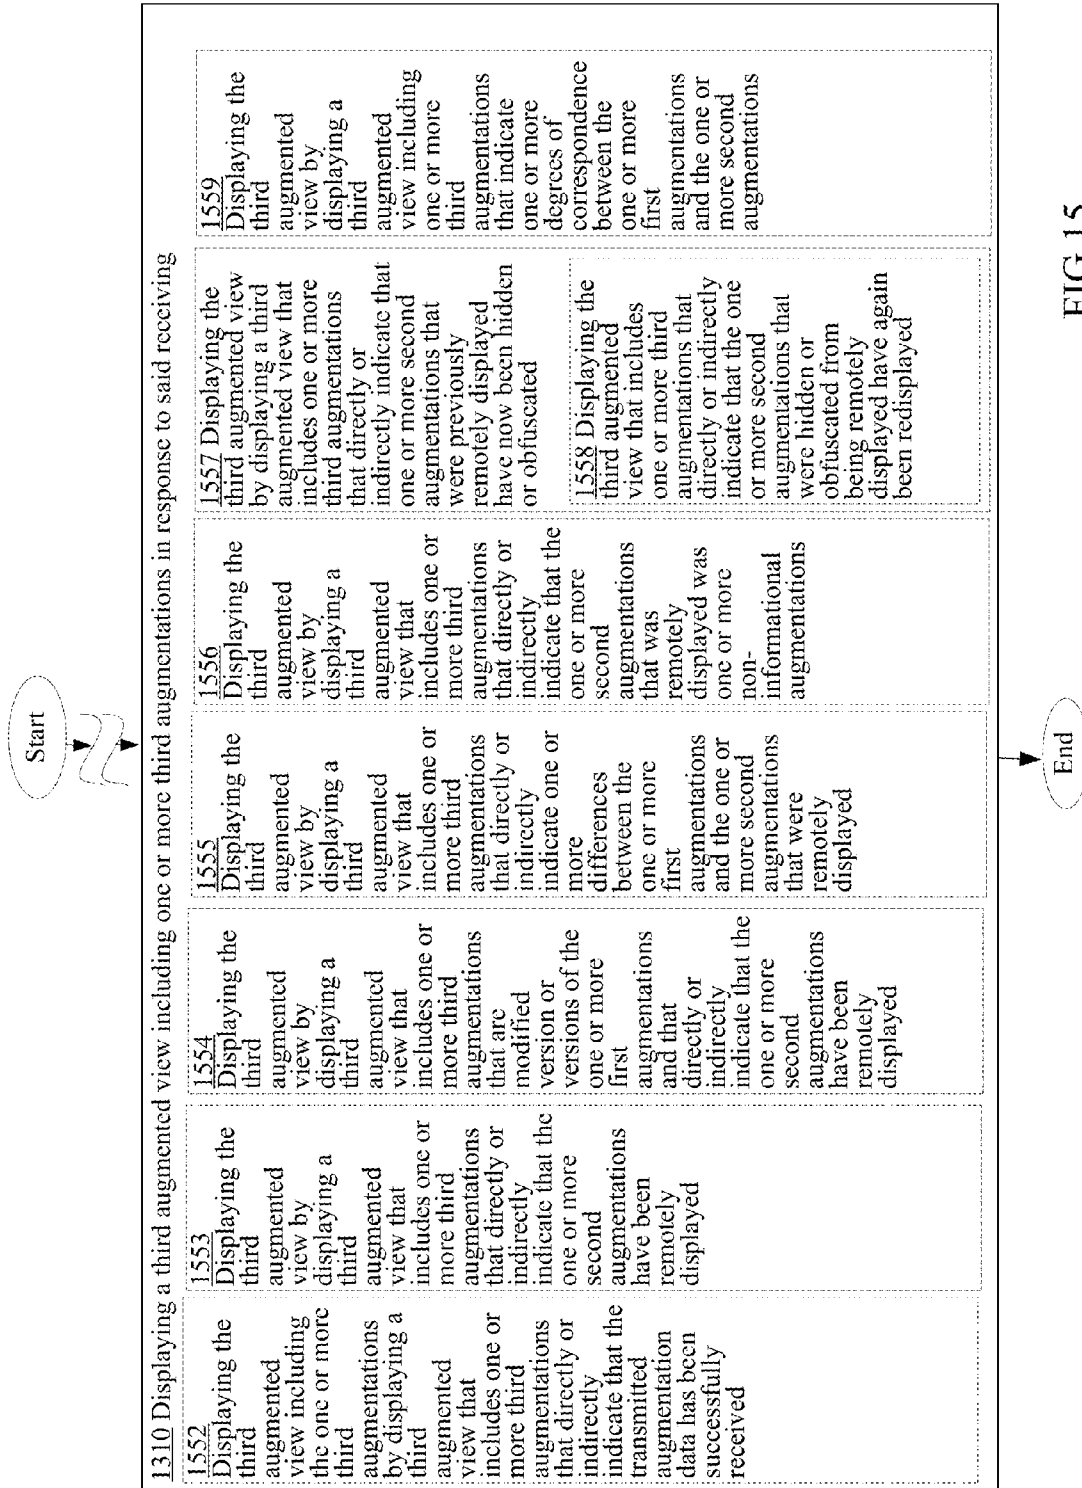 Start
1310 Displaying a third augmented view including one or more third augmentations in response to said receiving
1552
Displaying the
third
augmented
view including
the one or more
third
augmentations
by displaying a
third
augmented
view that
includes one or
more third
augmentations
that directly or
indirectly
indicate that the
transmitted
augmentation
data has been
successfully
received
1553
Displaying the
third
augmented
view by
displaying a
third
augmented
view that
includes one or
more third
augmentations
that directly or
indirectly
indicate that the
one or more
second
augmentations
have been
remotely
displayed
1554
Displaying the
third
augmented
view by
displaying a
third
augmented
view that
includes one or
more third
augmentations
that are
modified
version or
versions of the
one or more
first
augmentations
and that
directly or
indirectly
indicate that the
one or more
second
augmentations
have been
remotely
displayed
1555
Displaying the
third
augmented
view by
displaying a
third
augmented
view that
includes one or
more third
augmentations
that directly or
indirectly
indicate one or
more
differences
between the
one or more
first
augmentations
and the one or
more second
augmentations
that were
remotely
displayed
1556
Displaying the
third
augmented
view by
displaying a
third
augmented
view that
includes one or
more third
augmentations
that directly or
indirectly
indicate that the
one or more
second
augmentations
that was
remotely
displayed was
one or more
non-
informational
augmentations
1557 Displaying the
third augmented view
by displaying a third
augmented view that
includes one or more
third augmentations
that directly or
indirectly indicate that
one or more second
augmentations that
were previously
remotely displayed
have now been hidden
or obfuscated
1558 Displaying the
third augmented
view that includes
one or more third
augmentations that
directly or indirectly
indicate that the one
or more second
augmentations that
were hidden or
obfuscated from
being remotely
displayed have again
been redisplayed
1559
Displaying the
third
augmented
view by
displaying a
third
augmented
view including
one or more
third
augmentations
that indicate
one or more
degrees of
correspondence
between the
one or more
first
augmentations
and the one or
more second
augmentations
End
FIG 15